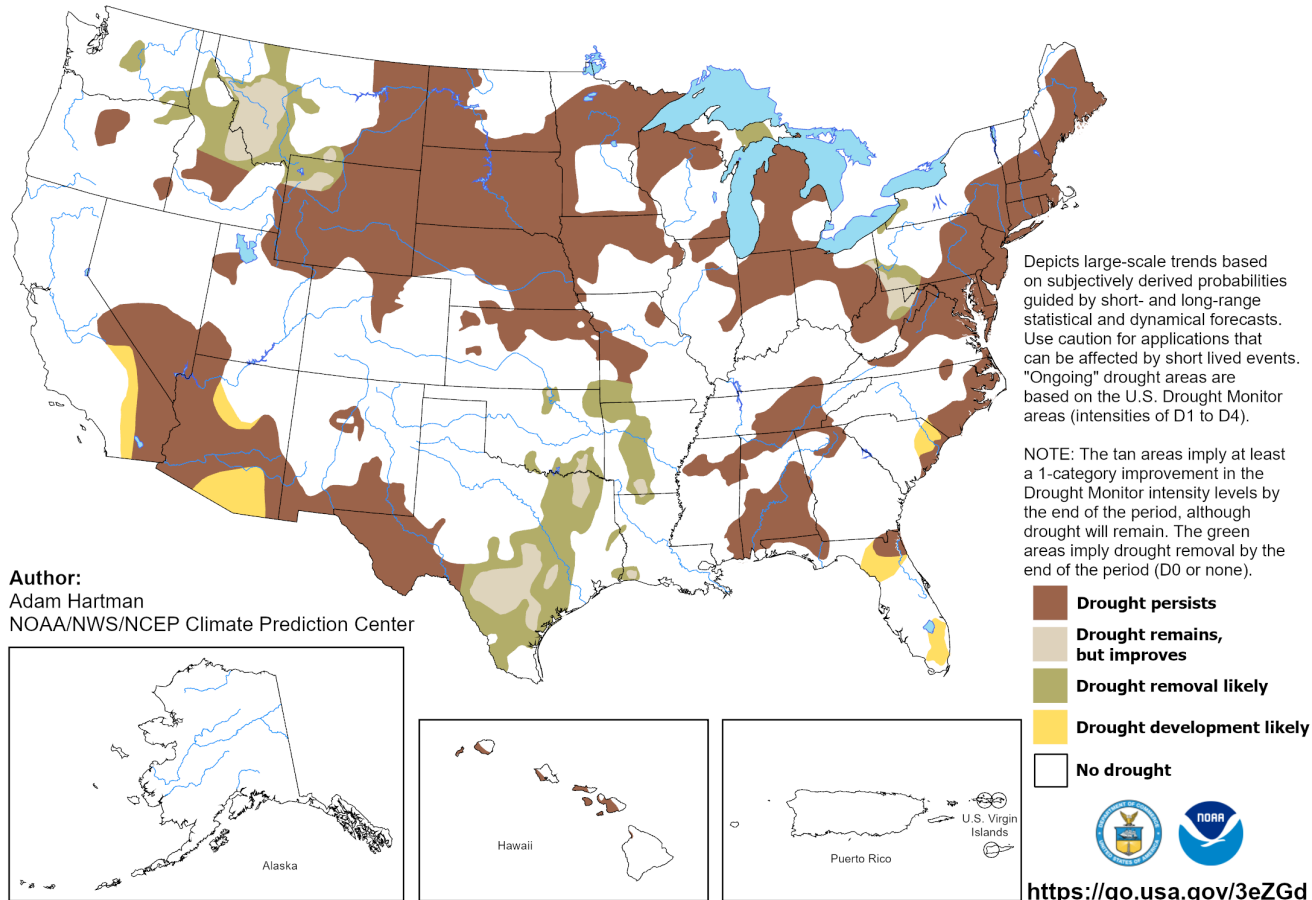 Depicts large-scale trends based
on subjectively derived probabilities
guided by short- and long-range
statistical and dynamical forecasts.
Use caution for applications that
can be affected by short lived events.
"Ongoing" drought areas are
based on the U.S. Drought Monitor
areas (intensities of D1 to D4).
NOTE: The tan areas imply at least
a 1-category improvement in the
Drought Monitor intensity levels by
the end of the period, although
drought will remain. The green
areas imply drought removal by the
end of the period (D0 or none).
Author:
Adam Hartman
NOAA/NWS/NCEP Climate Prediction Center
Drought persists
Drought remains,
but improves
Drought removal likely
Drought development likely
No drought
Alaska
Hawaii
Puerto Rico
U.S. Virgin
Islands
NOAA
https://go.usa.gov/3eZGd